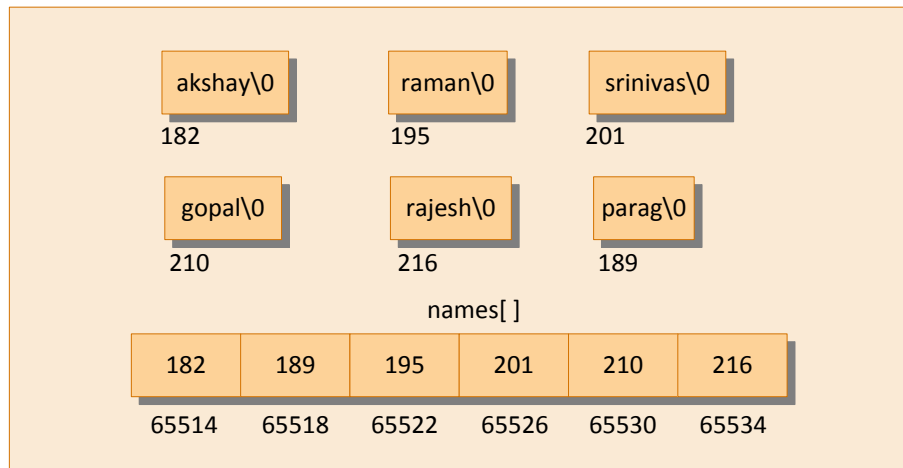 akshay\0 raman\0 srinivas\0
182 195 201
gopal\0 rajesh\0 parag\0
210 216 189
names[ ]
182 189 195 201 210 216
65514 65518 65522 65526 65530 65534